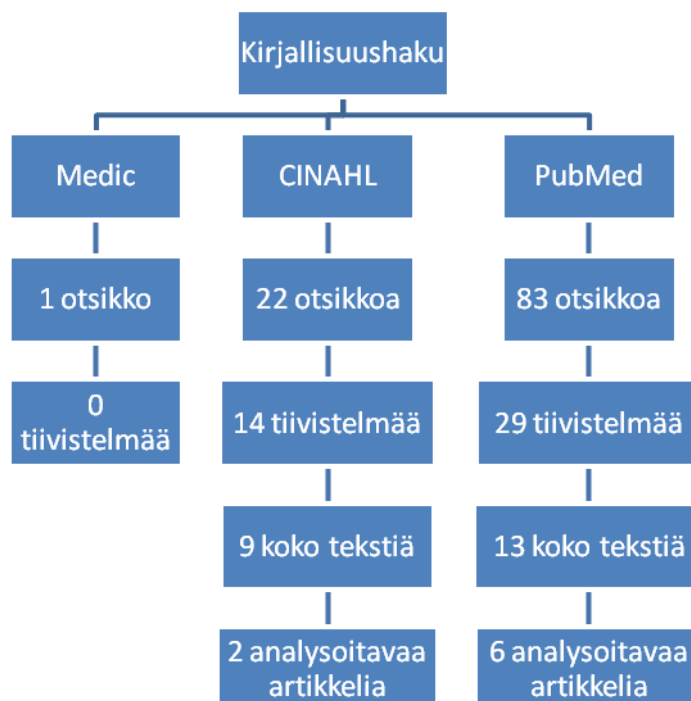 Kirjallisuushaku
Medic
CINAHL
PubMed
1 otsikko
22 otsikkoa
83 otsikkoa
0
tiivistelmää
14 tiivistelmää
29 tiivistelmää
9 koko tekstiä
13 koko tekstiä
2 analysoitavaa
artikkelia
6 analysoitavaa
artikkelia